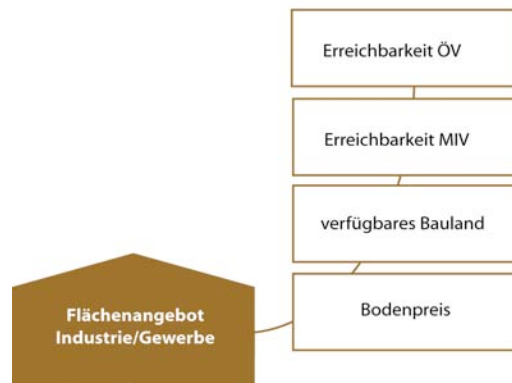 Erreichbarkeit ÖV
Erreichbarkeit MIV
verfügbares Bauland
Bodenpreis
Flächenangebot
Industrie/Gewerbe